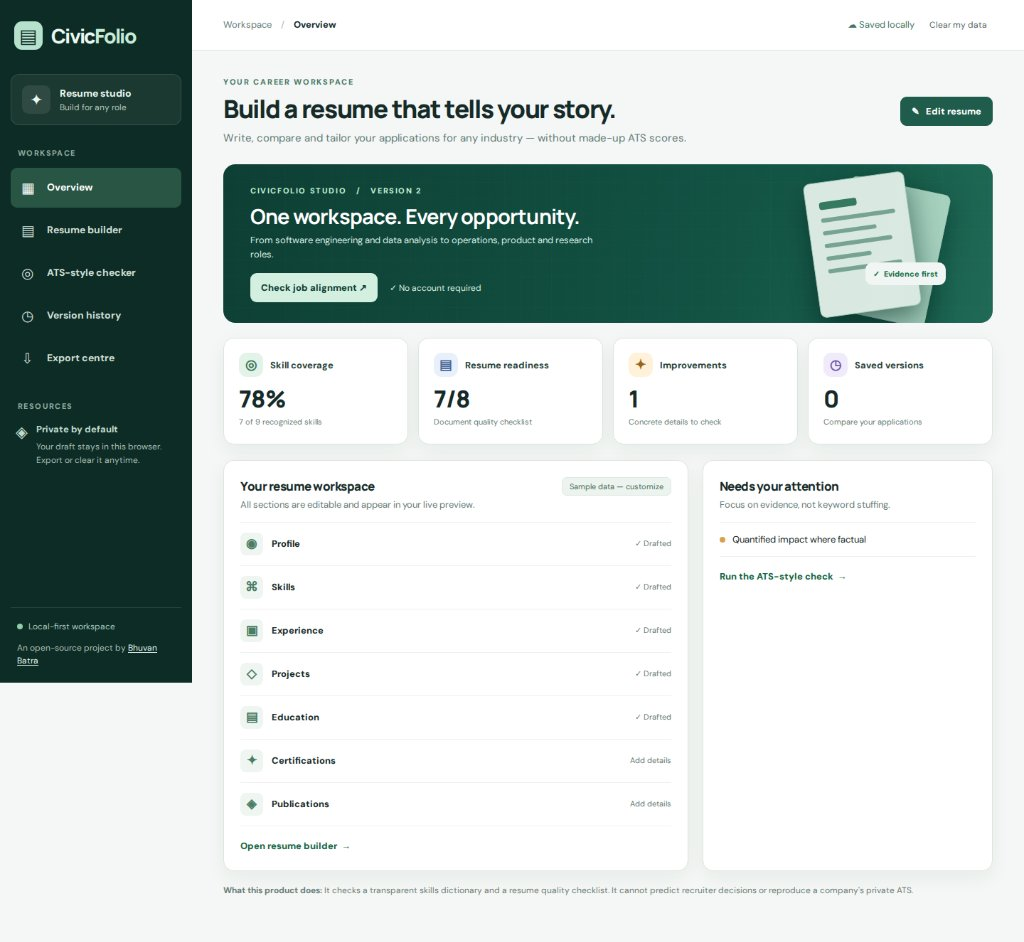 CivicFolio
Resume studio
Build for any role
WORKSPACE
Overview
Resume builder
ATS-style checker
Version history
Export centre
RESOURCES
Private by default
Your draft stays in this browser.
Export or clear it anytime.
Local-first workspace
An open-source project by Bhuvan
Batra
Workspace / Overview
Saved locally
Clear my data
YOUR CAREER WORKSPACE
Build a resume that tells your story.
Write, compare and tailor your applications for any industry — without made-up ATS scores.
✎ Edit resume
CIVICFOLIO STUDIO / VERSION 2
One workspace. Every opportunity.
From software engineering and data analysis to operations, product and research
roles.
Check job alignment ↗
✓ No account required
✓ Evidence first
Skill coverage
78%
7 of 9 recognized skills
Resume readiness
7/8
Document quality checklist
Improvements
1
Concrete details to check
Saved versions
0
Compare your applications
Your resume workspace
Sample data — customize
All sections are editable and appear in your live preview.
Profile
✓ Drafted
Skills
✓ Drafted
Experience
✓ Drafted
Projects
✓ Drafted
Education
✓ Drafted
Certifications
Add details
Publications
Add details
Open resume builder →
Needs your attention
Focus on evidence, not keyword stuffing.
Quantified impact where factual
Run the ATS-style check →
What this product does: It checks a transparent skills dictionary and a resume quality checklist. It cannot predict recruiter decisions or reproduce a company's private ATS.